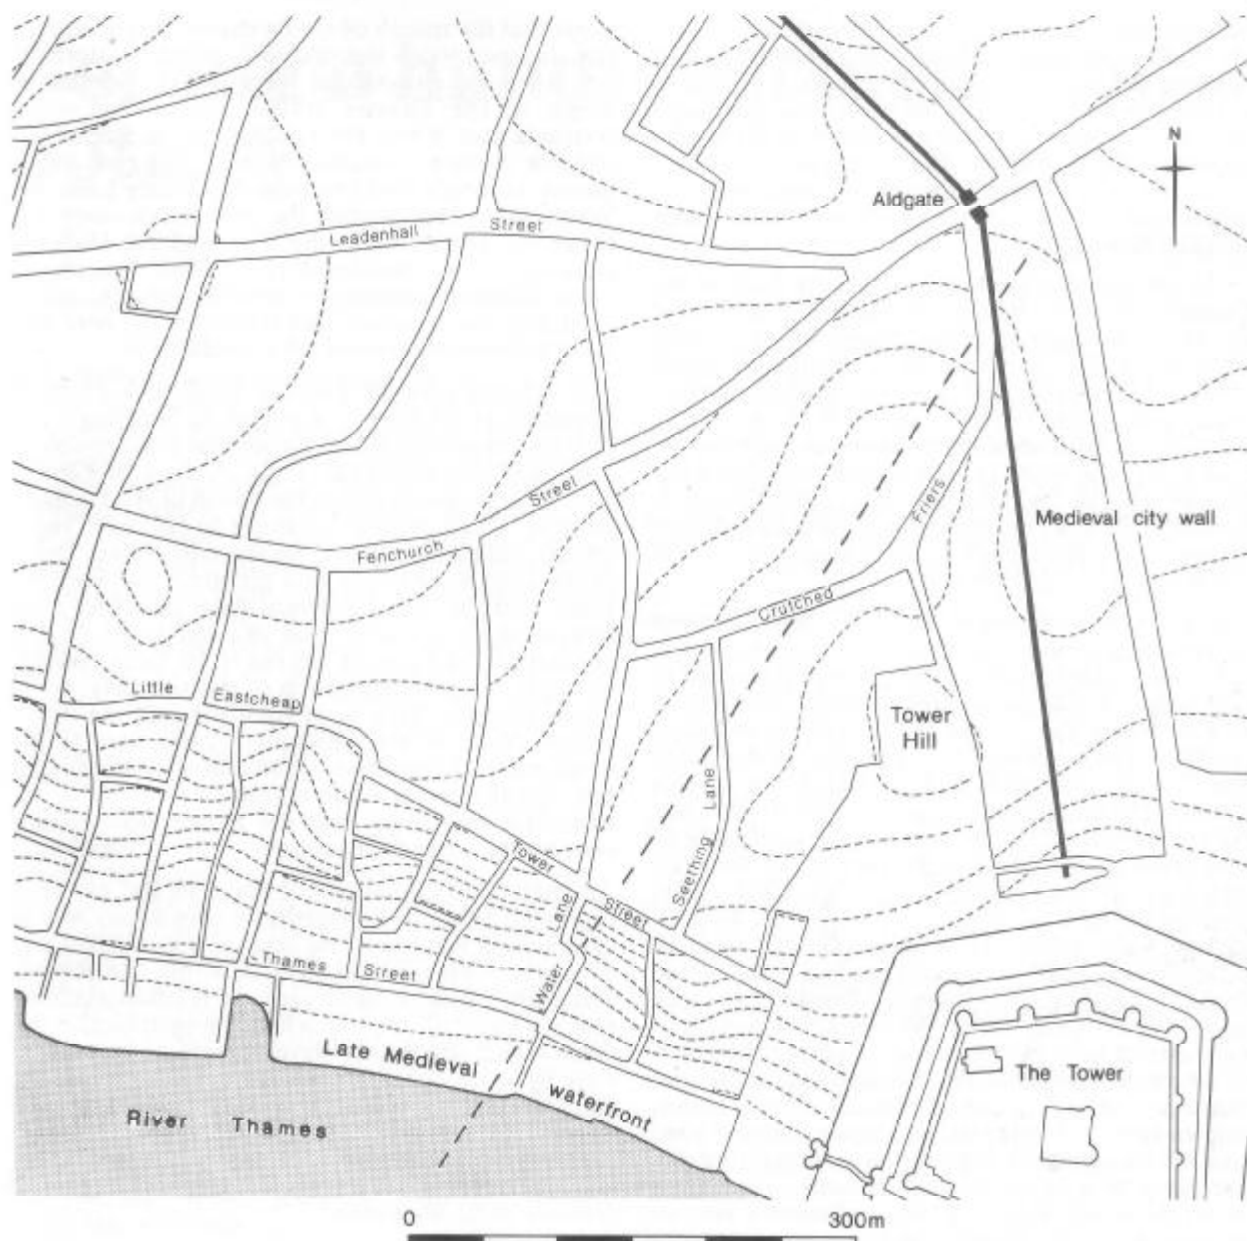 N
Aldgate
Leadenhall Street
Medieval city wall
Fenchurch Street
Crutched Friers
Little Eastcheap
Tower
Hill
Seething Lane
Tower Street
Water Lane
Thames Street
Late Medieval waterfront
The Tower
River Thames
0 300m